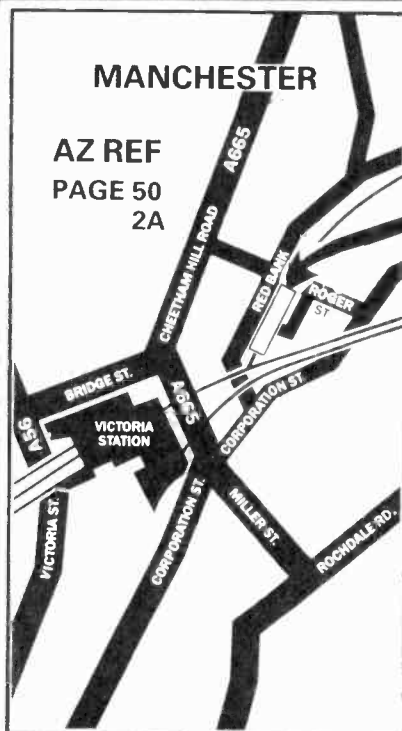 MANCHESTER
AZ REF
PAGE 50
2A
A665
CHEETHAM HILL ROAD
RED BANK
ROGER
ST
BRIDGE ST.
A665
A56
VICTORIA
STATION
CORPORATION ST.
VICTORIA ST.
CORPORATION ST.
MILLER ST.
ROCHDALE RD.